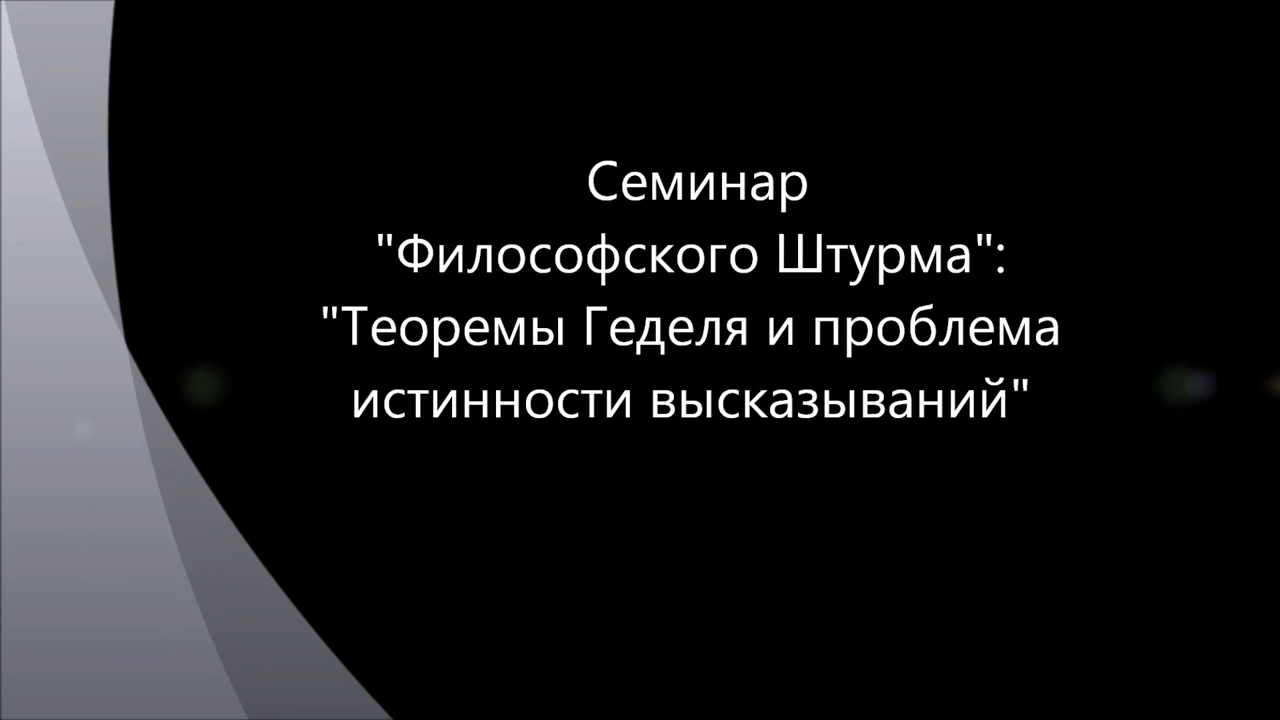 Семинар
"Философского Штурма":
"Теоремы Геделя и проблема
истинности высказываний"